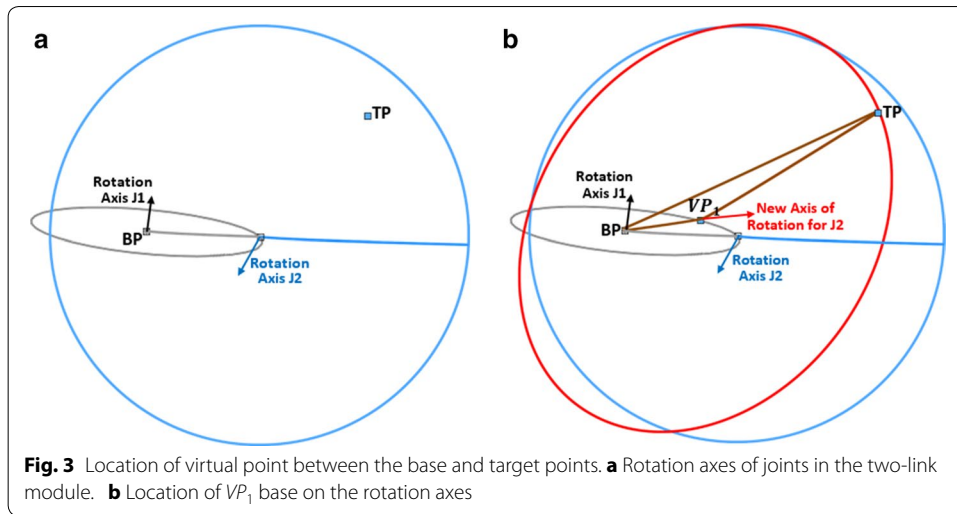 a
TP
Rotation
Axis J1
BP
Rotation
Axis J2
b
TP
Rotation
Axis J1
VP₁
New Axis of
Rotation for J2
BP
Rotation
Axis J2
Fig. 3 Location of virtual point between the base and target points. a Rotation axes of joints in the two-link
module. b Location of VP₁ base on the rotation axes